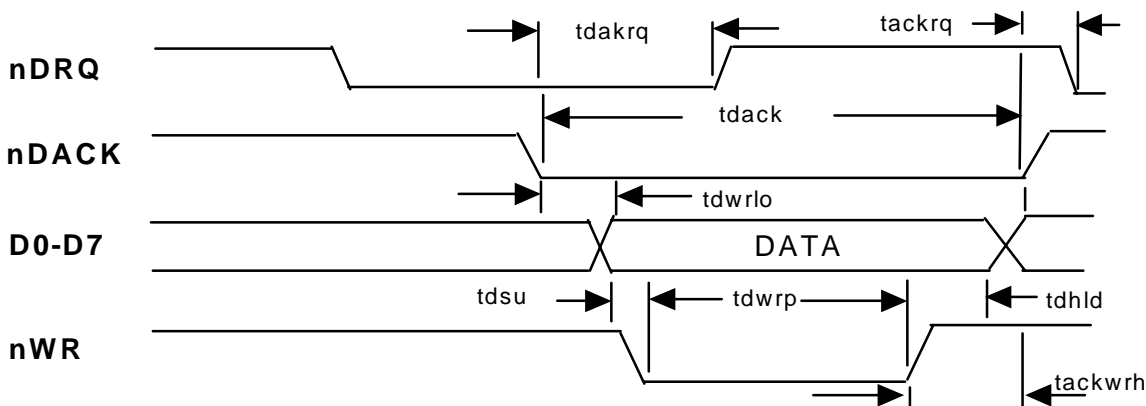 tdakrq
tackrq
nDRQ
tdack
nDACK
tdwrlo
D0-D7
DATA
tdsu
tdwrp
tdhld
nWR
tackwrh